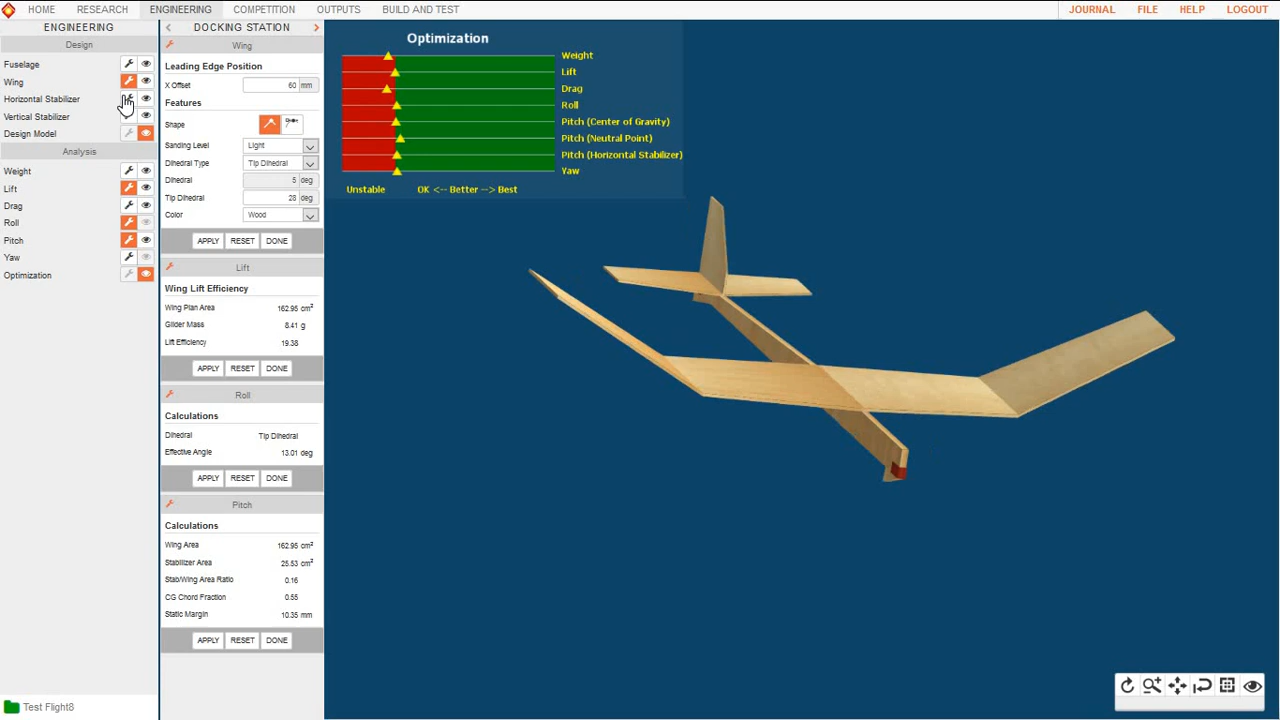 HOME RESEARCH ENGINEERING COMPETITION OUTPUTS BUILD AND TEST JOURNAL FILE HELP LOGOUT
ENGINEERING
Design
Fuselage
Wing
Horizontal Stabilizer
Vertical Stabilizer
Design Model
Analysis
Weight
Lift
Drag
Roll
Pitch
Yaw
Optimization
Test Flight8
DOCKING STATION
Wing
Leading Edge Position
X Offset 60 mm
Features
Shape
Sanding Level Light
Dihedral Type Tip Dihedral
Dihedral 5 deg
Tip Dihedral 28 deg
Color Wood
APPLY RESET DONE
Lift
Wing Lift Efficiency
Wing Plan Area 162.95 cm²
Glider Mass 8.41 g
Lift Efficiency 19.38
APPLY RESET DONE
Roll
Calculations
Dihedral Tip Dihedral
Effective Angle 13.01 deg
APPLY RESET DONE
Pitch
Calculations
Wing Area 162.95 cm²
Stabilizer Area 25.53 cm²
Stab/Wing Area Ratio 0.16
CG Chord Fraction 0.55
Static Margin 10.35 mm
APPLY RESET DONE
Optimization
Weight
Lift
Drag
Roll
Pitch (Center of Gravity)
Pitch (Neutral Point)
Pitch (Horizontal Stabilizer)
Yaw
Unstable OK <-- Better --> Best